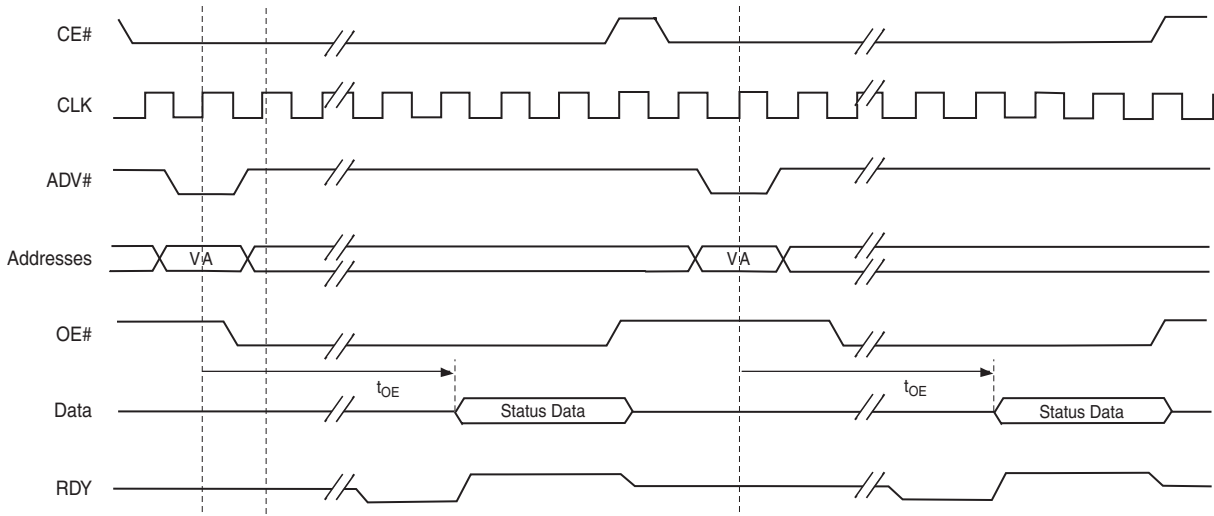 CE#
CLK
ADV#
Addresses VA VA
OE#
tOE tOE
Data Status Data Status Data
RDY